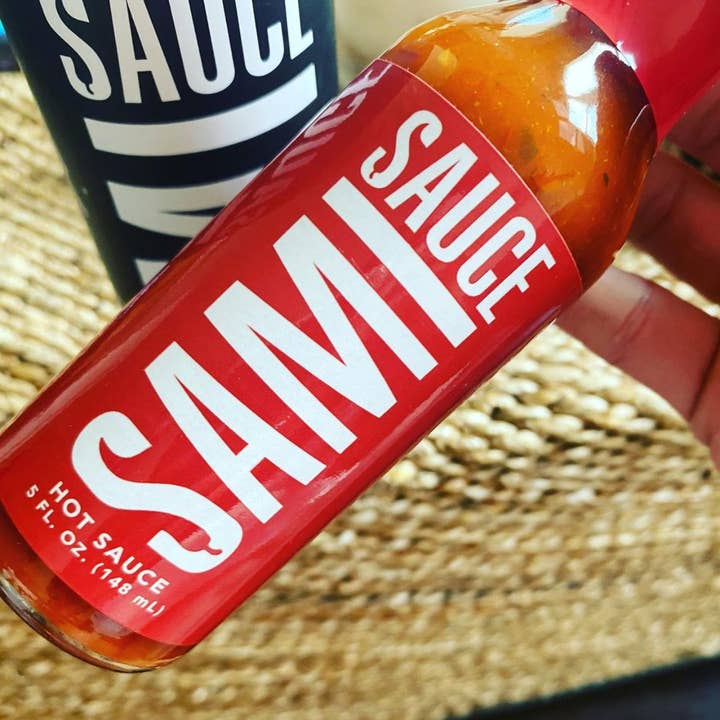 SAUCE
SAMI
SAUCE
HOT SAUCE
5 FL. OZ. (148 mL)